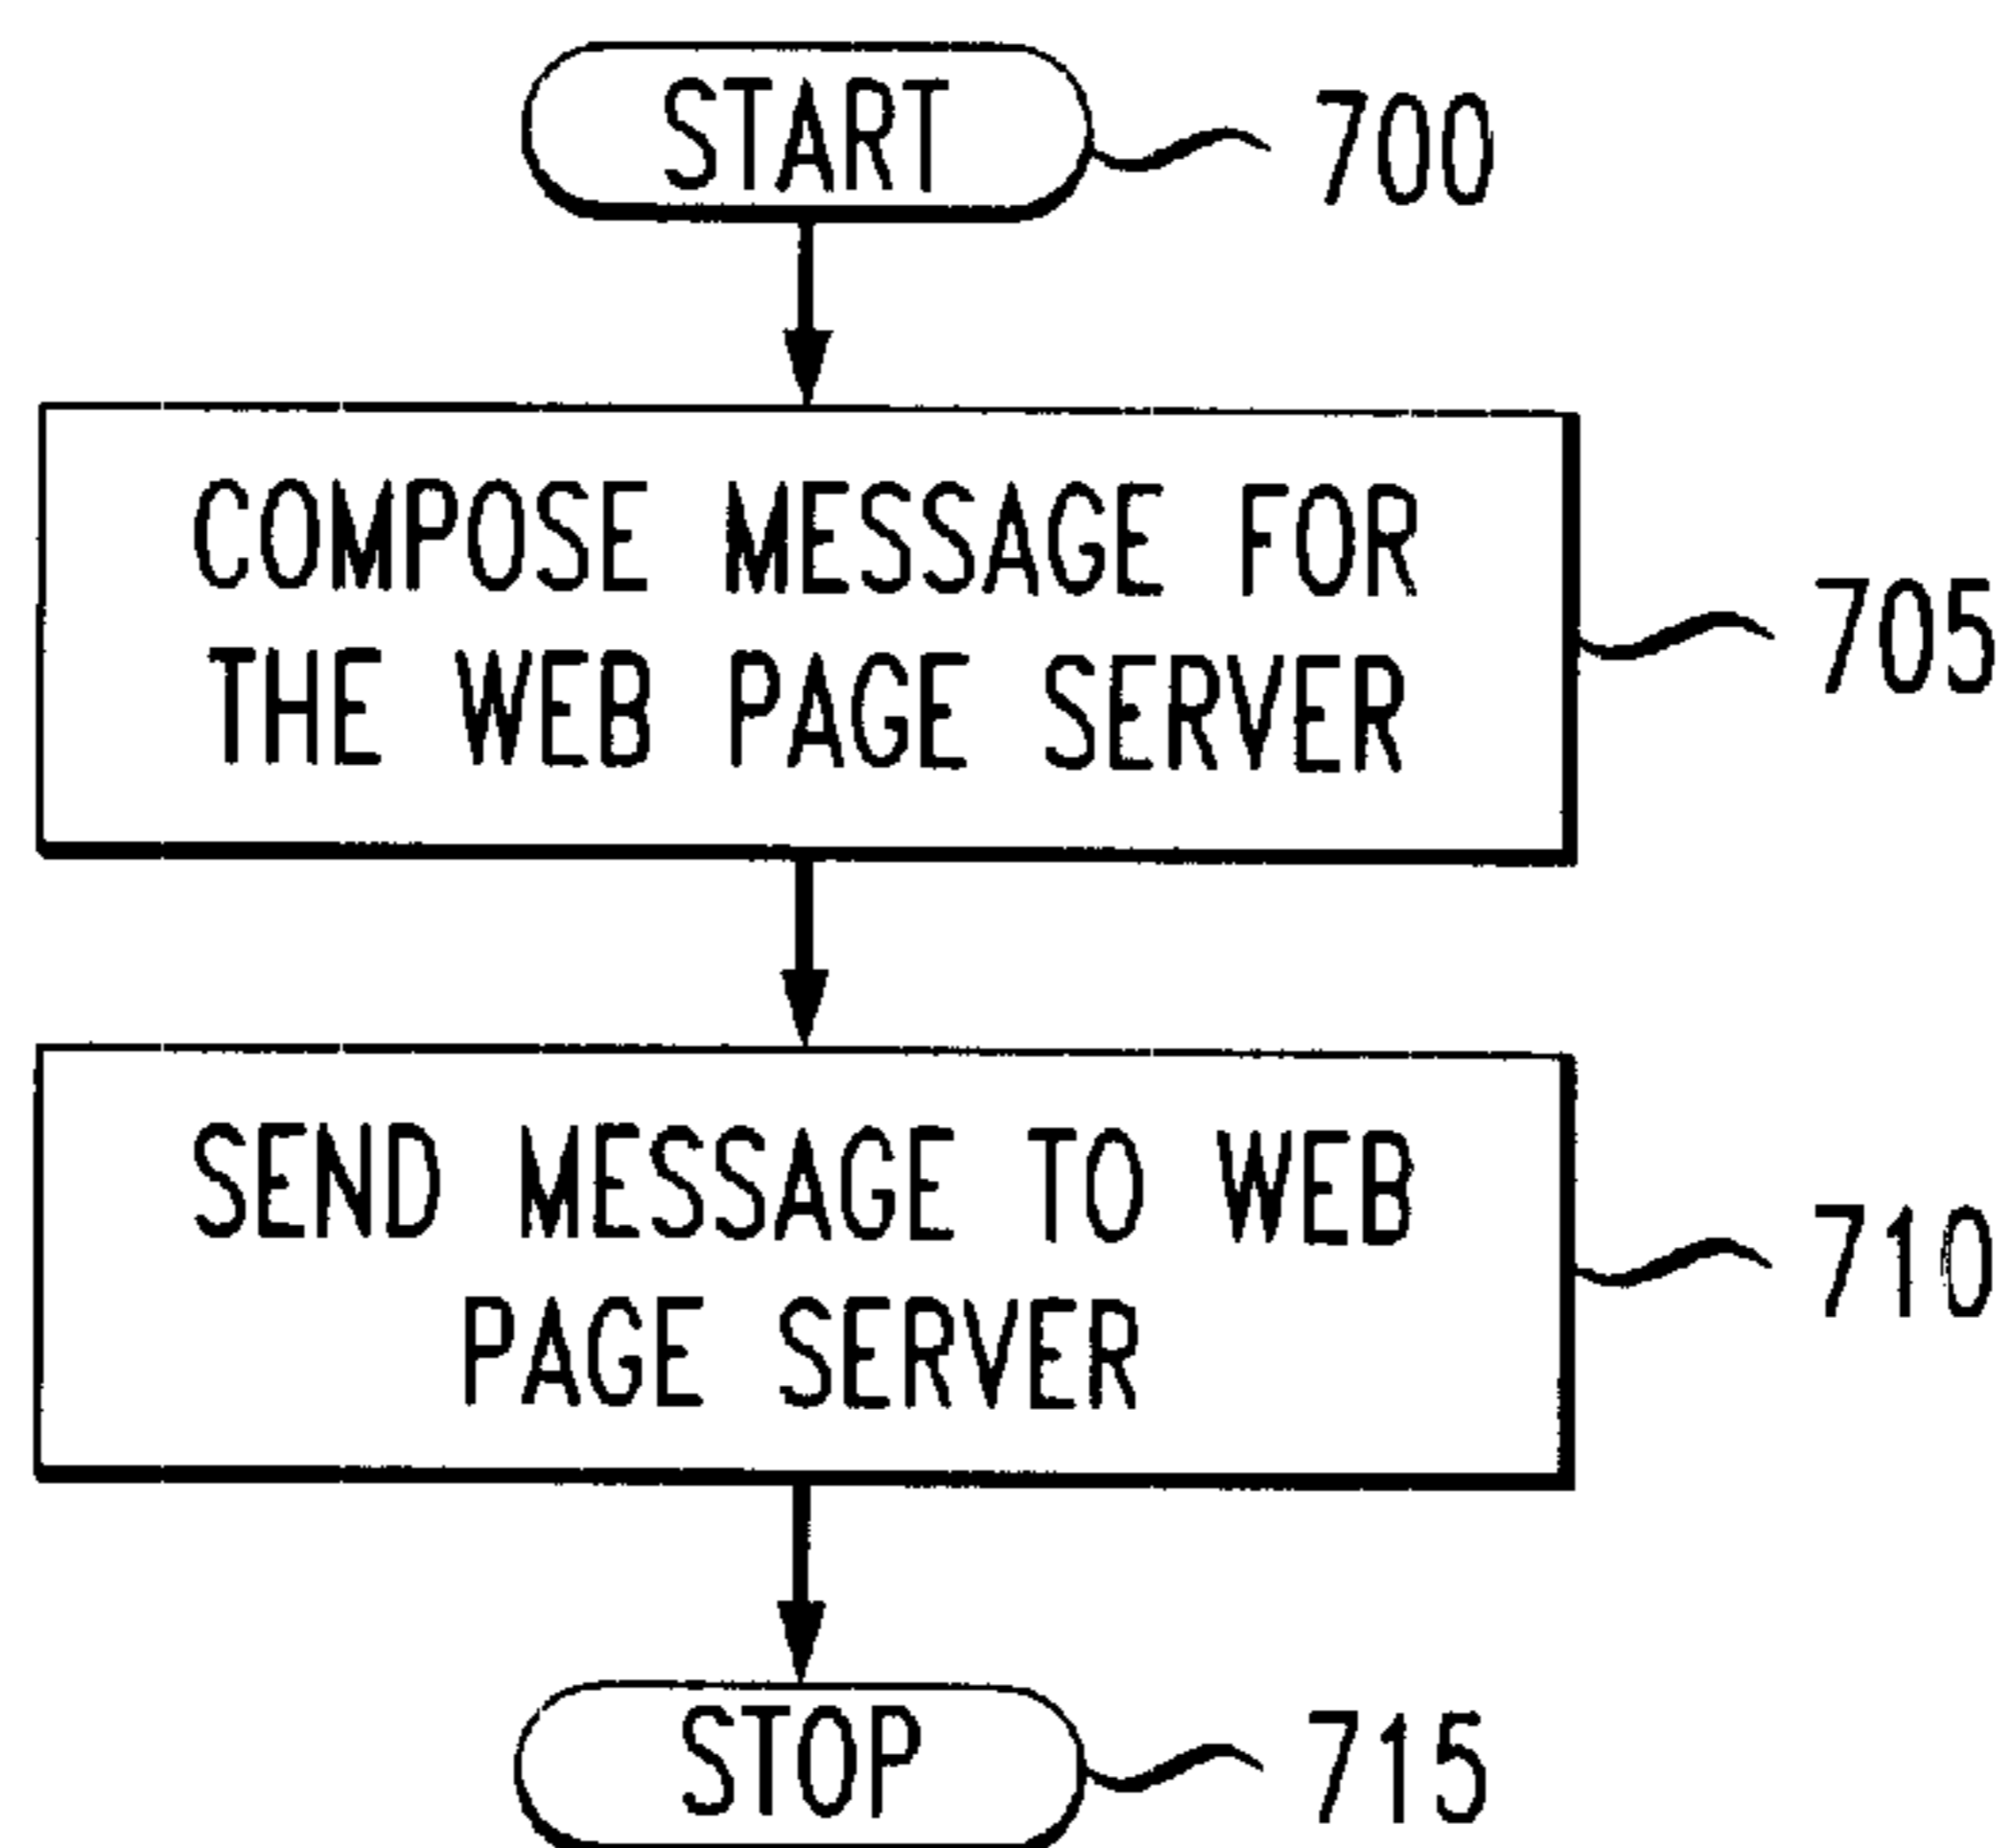 START
700
COMPOSE MESSAGE FOR
THE WEB PAGE SERVER
705
SEND MESSAGE TO WEB
PAGE SERVER
710
STOP
715